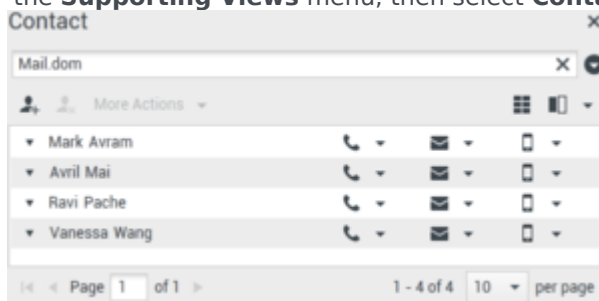 the Supporting Views menu, then select Conta
Contact
Mail.dom
More Actions
Mark Avram
Avril Mai
Ravi Pache
Vanessa Wang
Page 1 of 1 1 - 4 of 4 10 per page